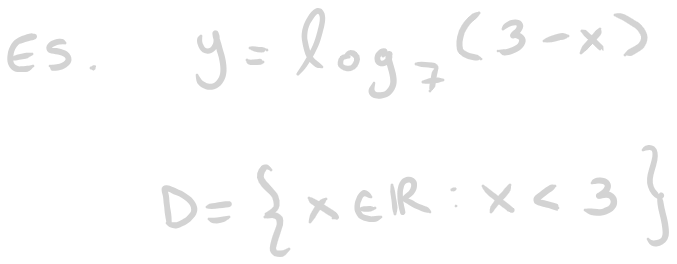 ES. y = log₇ (3-x)
D = { x ∈ ℝ : x < 3 }